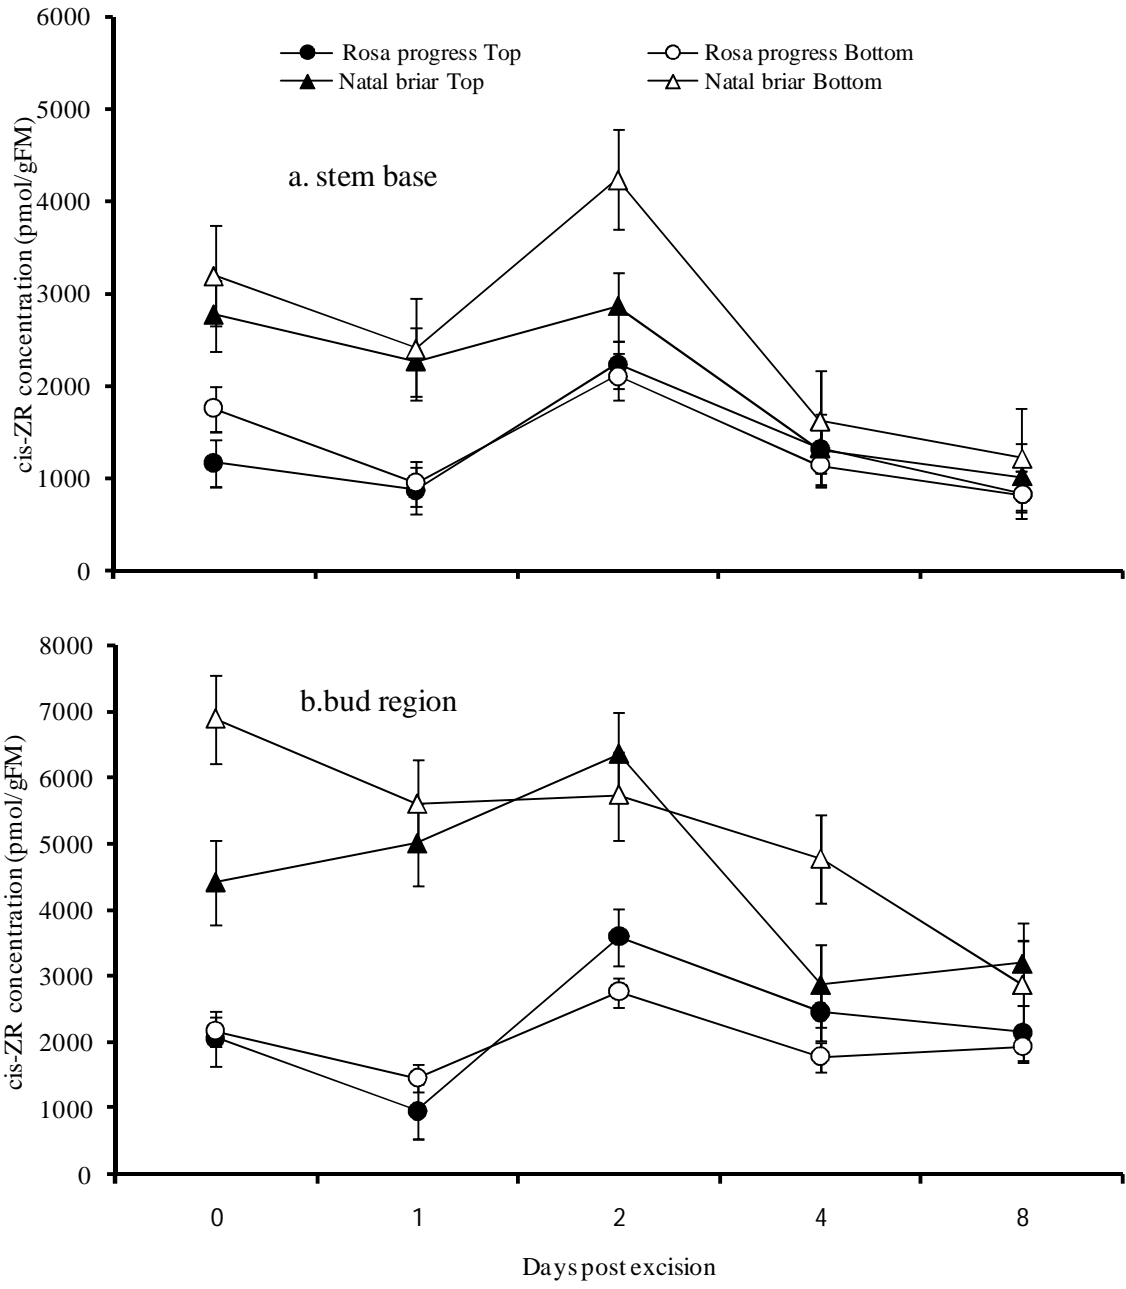 6000
Rosa progress Top
Rosa progress Bottom
Natal briar Top
Natal briar Bottom
5000
a. stem base
4000
3000
2000
1000
0
cis-ZR concentration (pmol/gFM)
8000
b.bud region
7000
6000
5000
4000
3000
2000
1000
0
cis-ZR concentration (pmol/gFM)
0 1 2 4 8
Days post excision